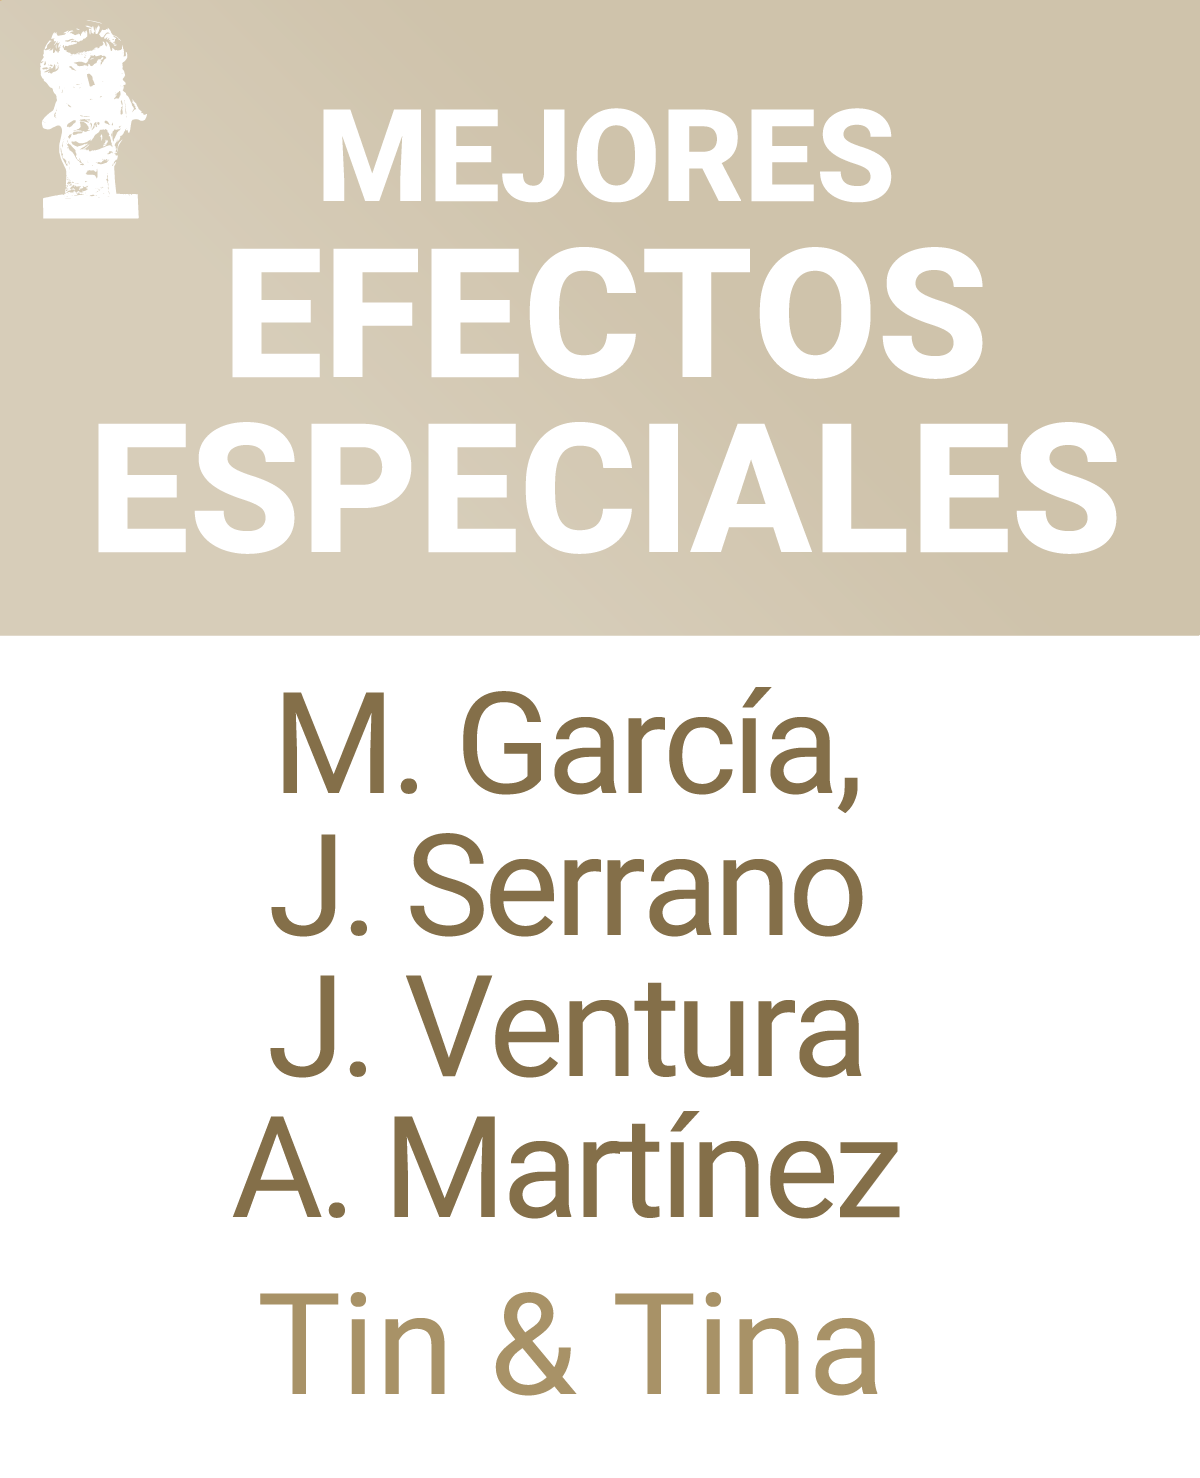 MEJORES
EFECTOS
ESPECIALES
M. García,
J. Serrano
J. Ventura
A. Martínez
Tin & Tina